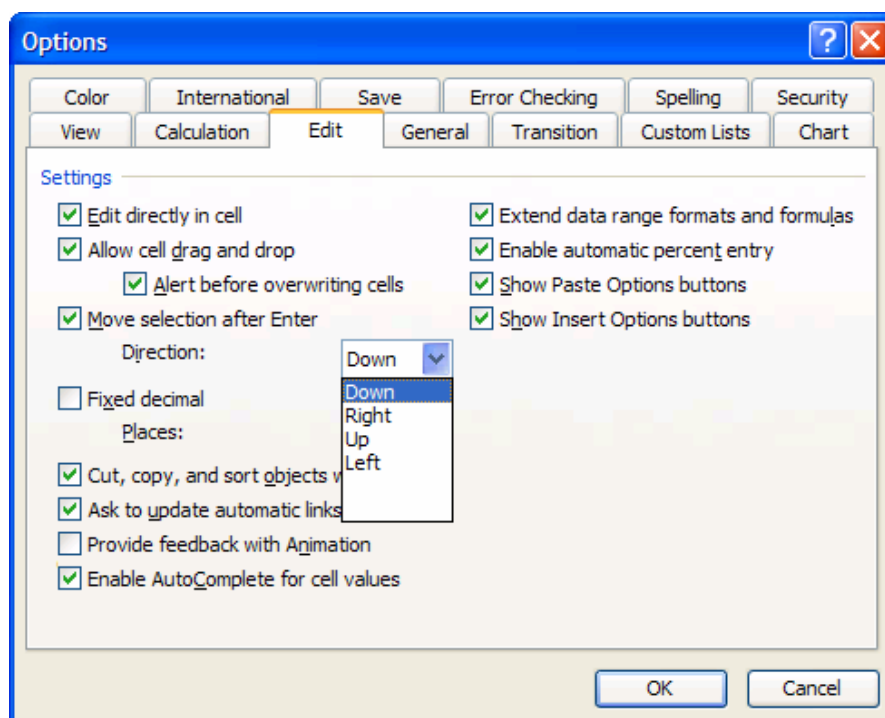 Options
Color International Save Error Checking Spelling Security
View Calculation Edit General Transition Custom Lists Chart
Settings
Edit directly in cell
Allow cell drag and drop
Alert before overwriting cells
Move selection after Enter
Direction: Down
Down
Right
Up
Left
Fixed decimal
Places:
Cut, copy, and sort objects
Ask to update automatic links
Provide feedback with Animation
Enable AutoComplete for cell values
Extend data range formats and formulas
Enable automatic percent entry
Show Paste Options buttons
Show Insert Options buttons
OK Cancel